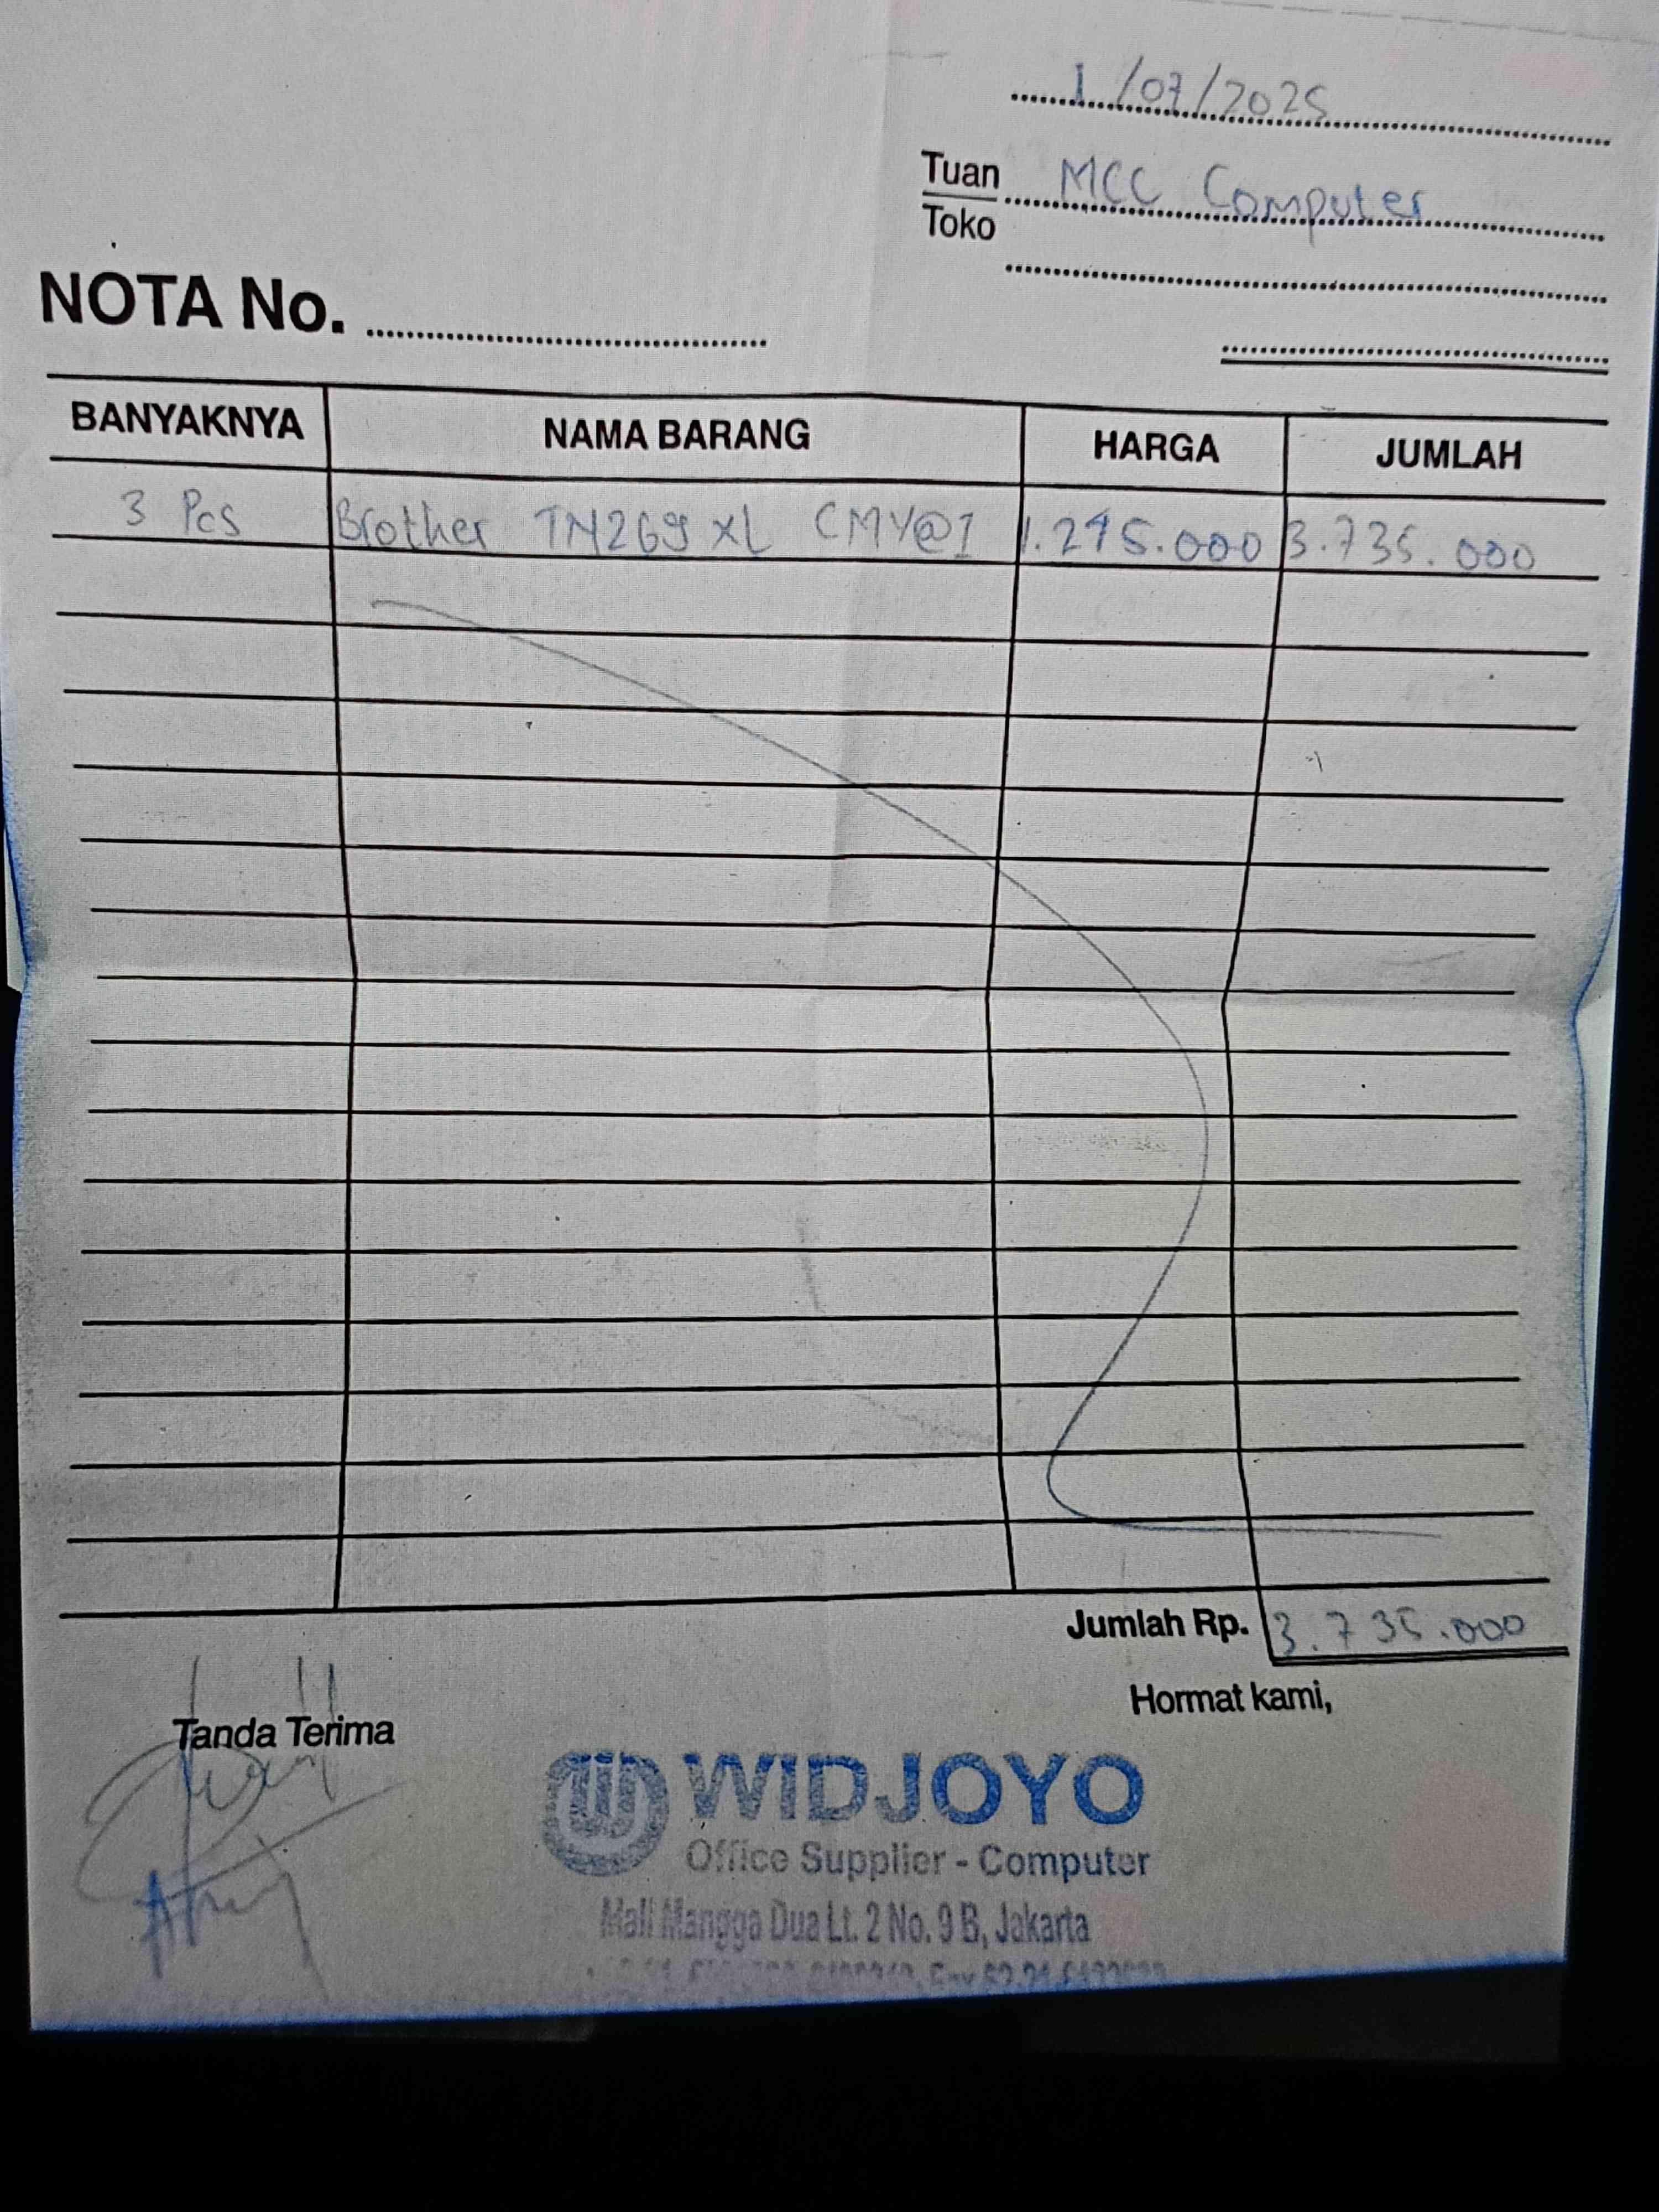 1/07/2025
Tuan MCC Computer
Toko
NOTA No.
BANYAKNYA NAMA BARANG HARGA JUMLAH
3 Pcs Brother TN269 XL CMY@1 1.245.000 3.735.000
Jumlah Rp. 3.735.000
Hormat kami,
Tanda Terima
WIDJOYO
Office Supplier - Computer
Mall Mangga Dua Lt. 2 No. 9 B, Jakarta